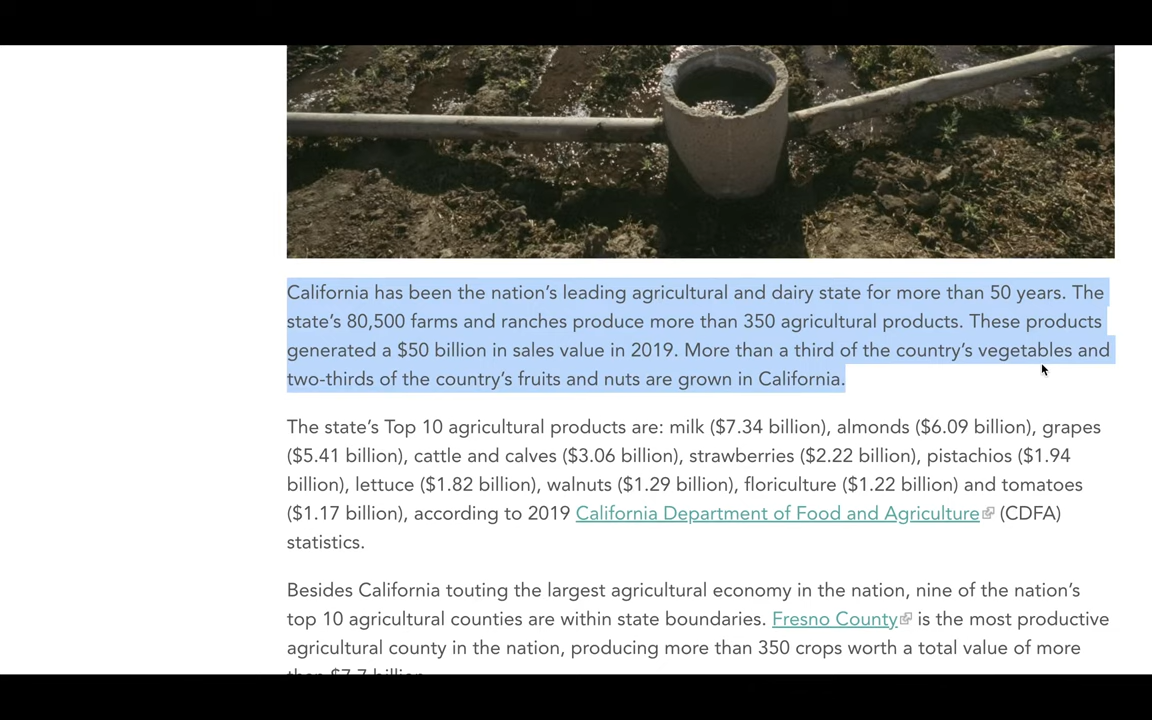 California has been the nation’s leading agricultural and dairy state for more than 50 years. The
state’s 80,500 farms and ranches produce more than 350 agricultural products. These products
generated a $50 billion in sales value in 2019. More than a third of the country’s vegetables and
two-thirds of the country’s fruits and nuts are grown in California.
The state’s Top 10 agricultural products are: milk ($7.34 billion), almonds ($6.09 billion), grapes
($5.41 billion), cattle and calves ($3.06 billion), strawberries ($2.22 billion), pistachios ($1.94
billion), lettuce ($1.82 billion), walnuts ($1.29 billion), floriculture ($1.22 billion) and tomatoes
($1.17 billion), according to 2019 California Department of Food and Agriculture (CDFA)
statistics.
Besides California touting the largest agricultural economy in the nation, nine of the nation’s
top 10 agricultural counties are within state boundaries. Fresno County is the most productive
agricultural county in the nation, producing more than 350 crops worth a total value of more
than $7.7 billion